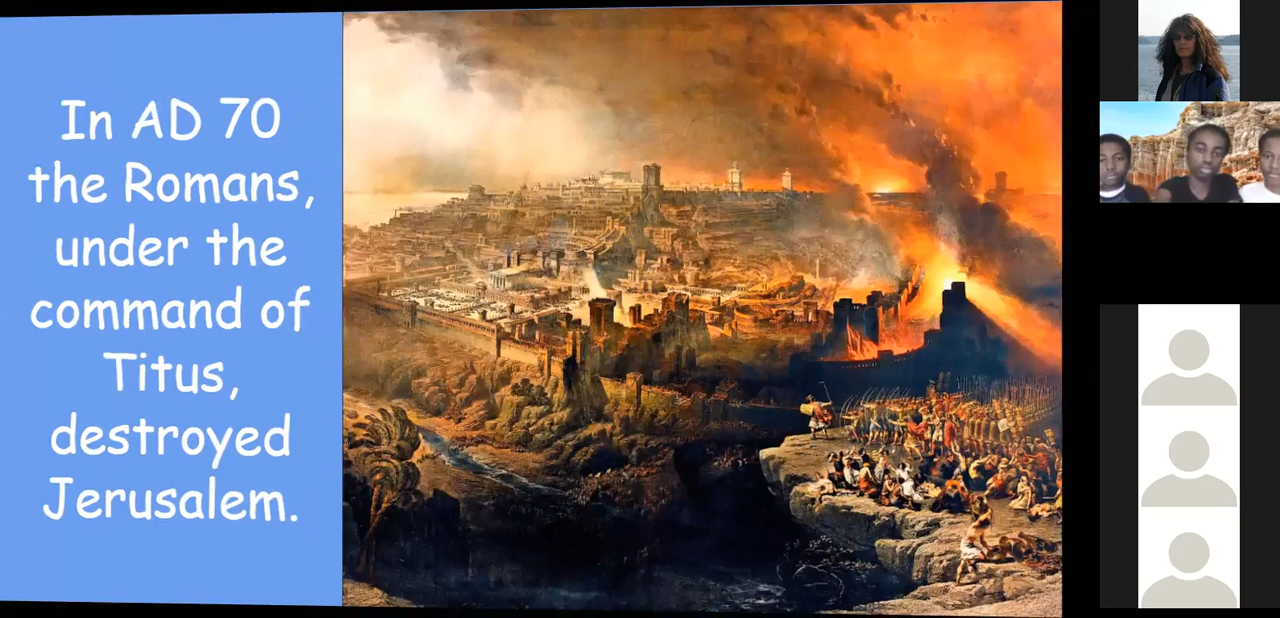 In AD 70
the Romans,
under the
command of
Titus,
destroyed
Jerusalem.